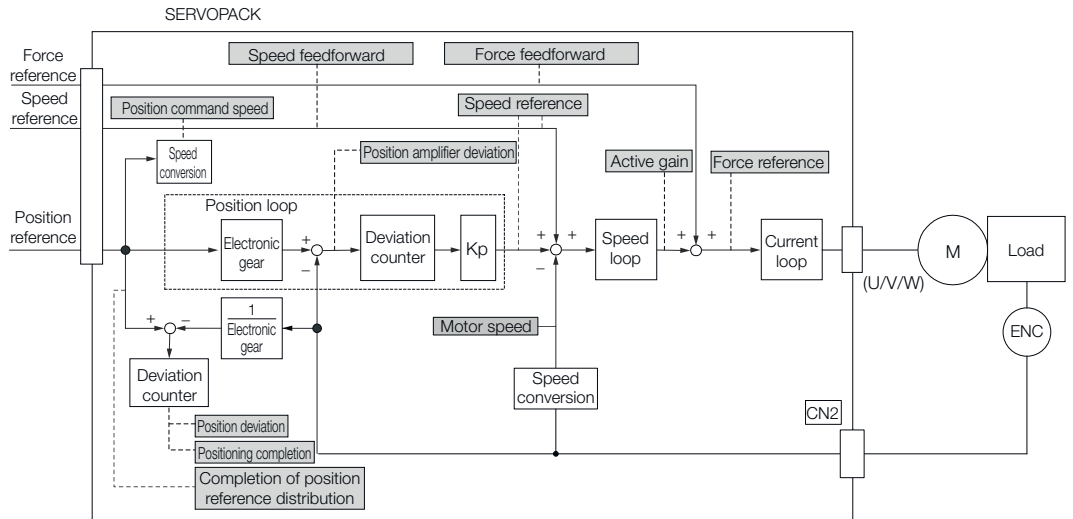 SERVOPACK
Force
reference
Speed
reference
Position
reference
Speed feedforward
Force feedforward
Position command speed
Speed reference
Speed
conversion
Position amplifier deviation
Active gain
Force reference
Position loop
Electronic
gear
+
−
Deviation
counter
Kp
+
+
−
Speed
loop
+
+
Current
loop
(U/V/W)
M
Load
ENC
+
−
1
Electronic
gear
Motor speed
Deviation
counter
Speed
conversion
CN2
Position deviation
Positioning completion
Completion of position
reference distribution